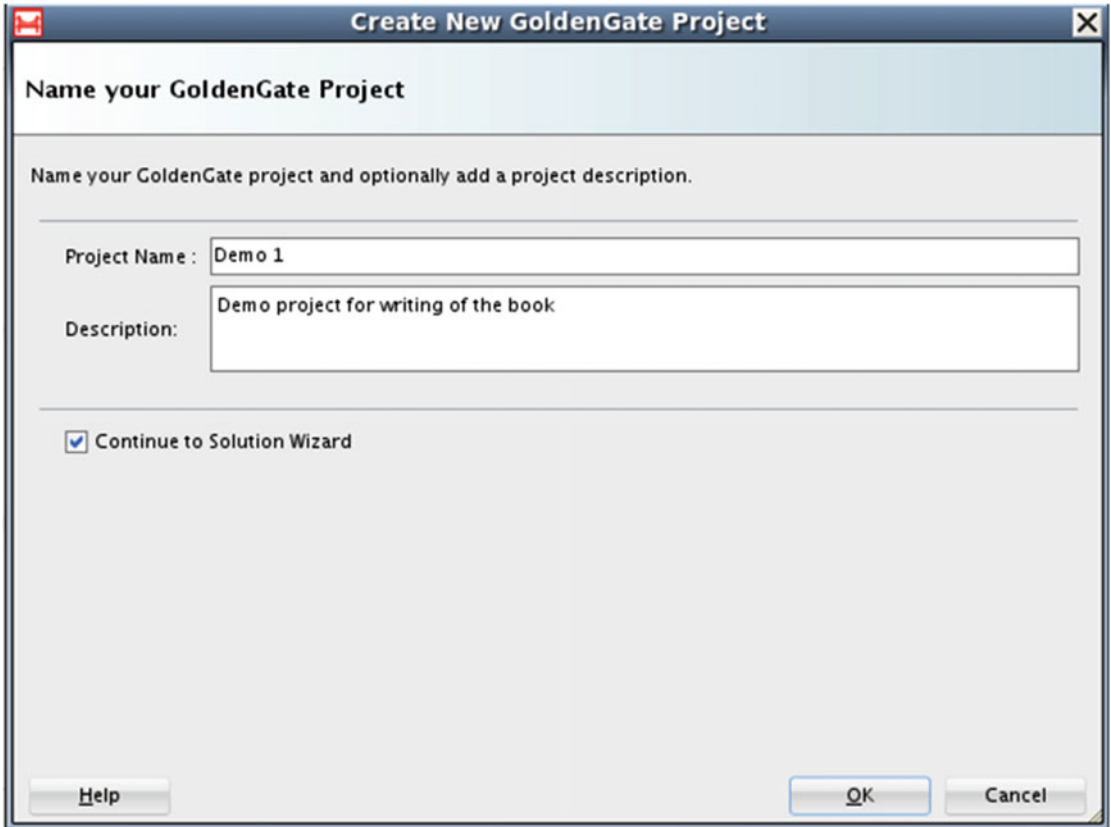 Create New GoldenGate Project
Name your GoldenGate Project
Name your GoldenGate project and optionally add a project description.
Project Name : Demo 1
Description: Demo project for writing of the book
Continue to Solution Wizard
Help OK Cancel